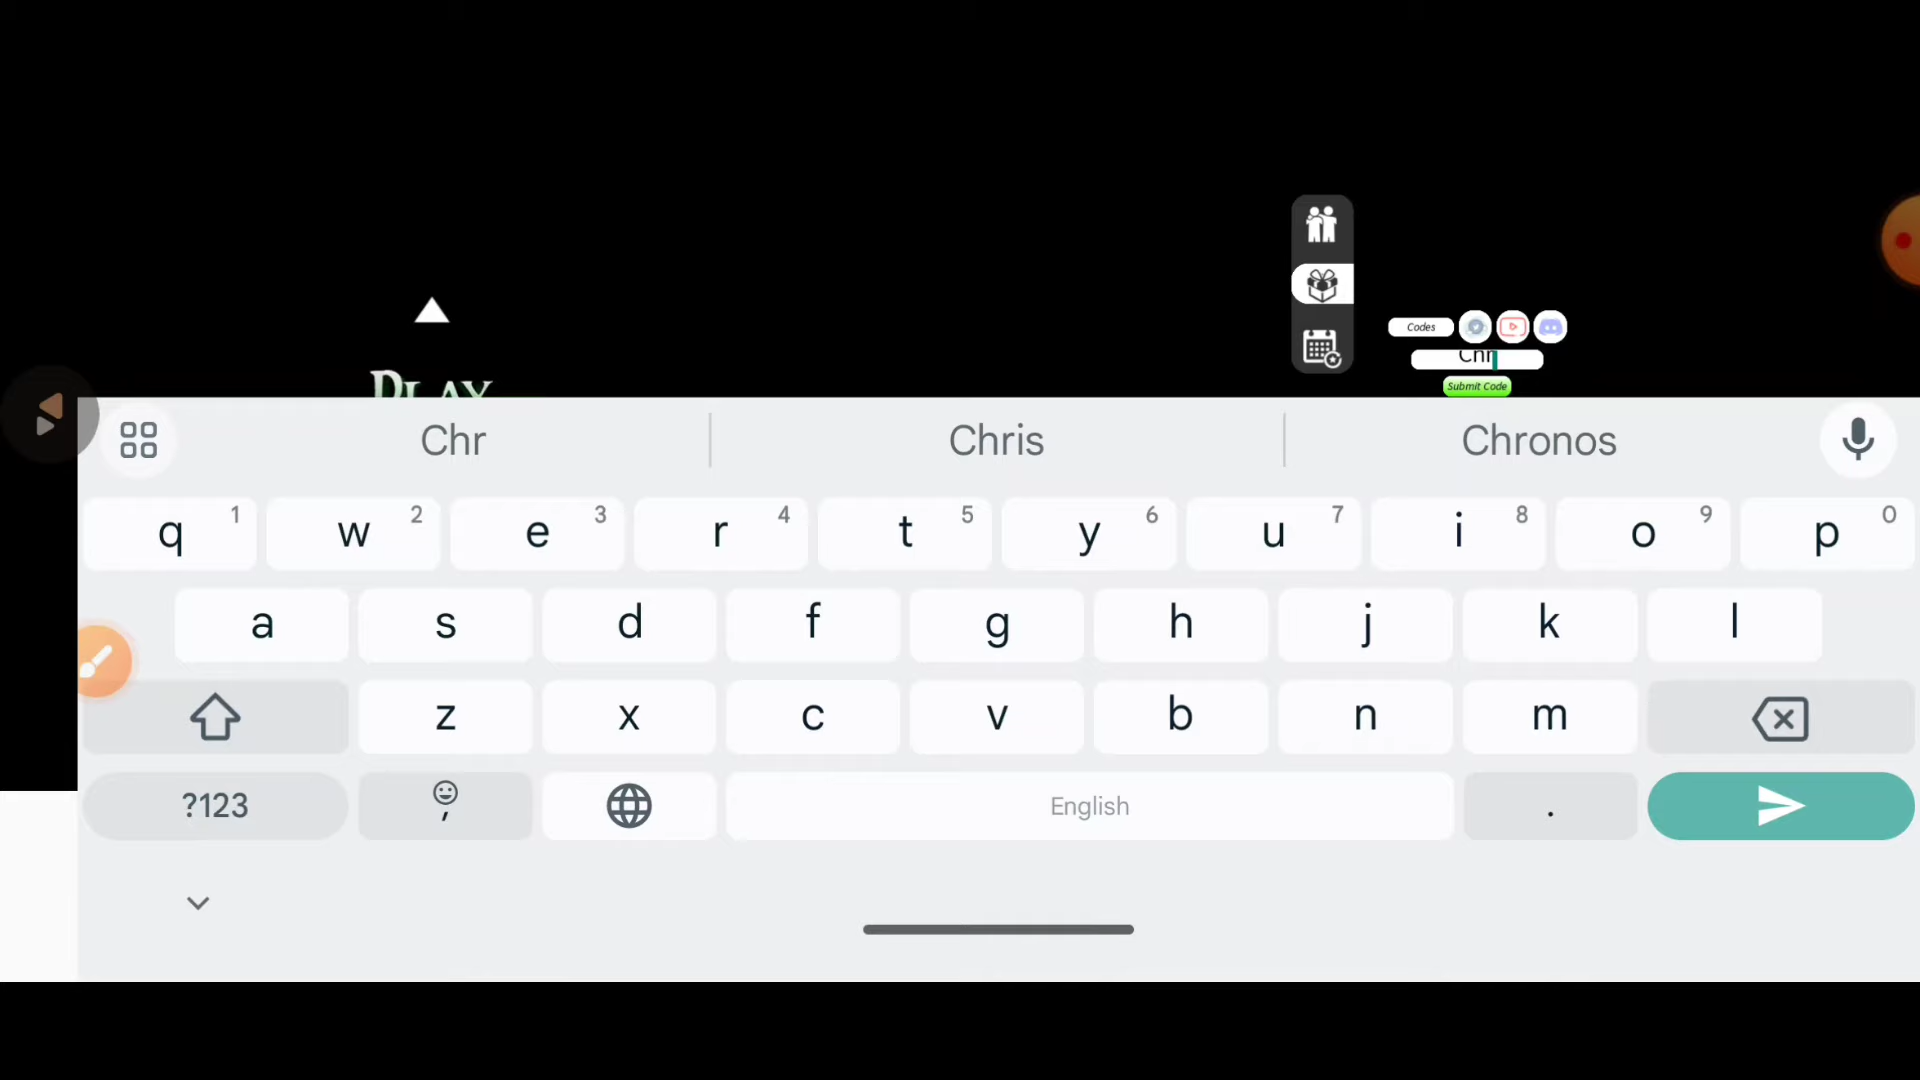 Codes
Chr
Submit Code
PLAY
Chr Chris Chronos
q 1 w 2 e 3 r 4 t 5 y 6 u 7 i 8 o 9 p 0
a s d f g h j k l
z x c v b n m
?123 , English .